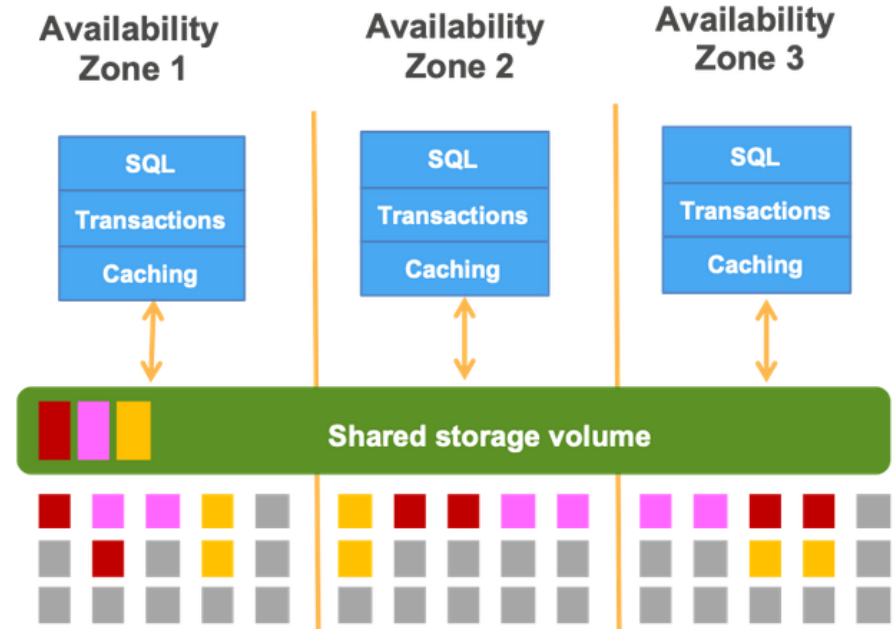 Availability
Zone 1
Availability
Zone 2
Availability
Zone 3
SQL
Transactions
Caching
SQL
Transactions
Caching
SQL
Transactions
Caching
Shared storage volume